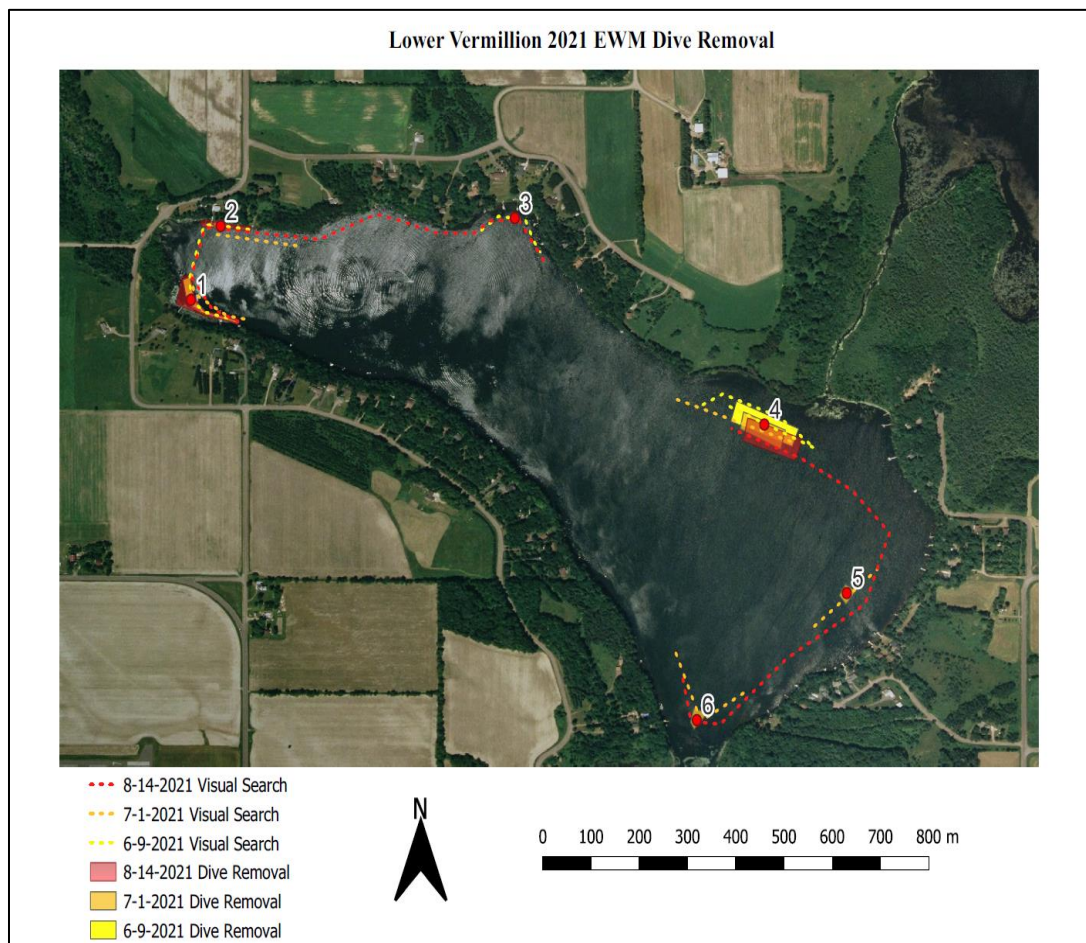 Lower Vermillion 2021 EWM Dive Removal
2
3
1
4
5
6
8-14-2021 Visual Search
7-1-2021 Visual Search
6-9-2021 Visual Search
8-14-2021 Dive Removal
7-1-2021 Dive Removal
6-9-2021 Dive Removal
N
0 100 200 300 400 500 600 700 800 m